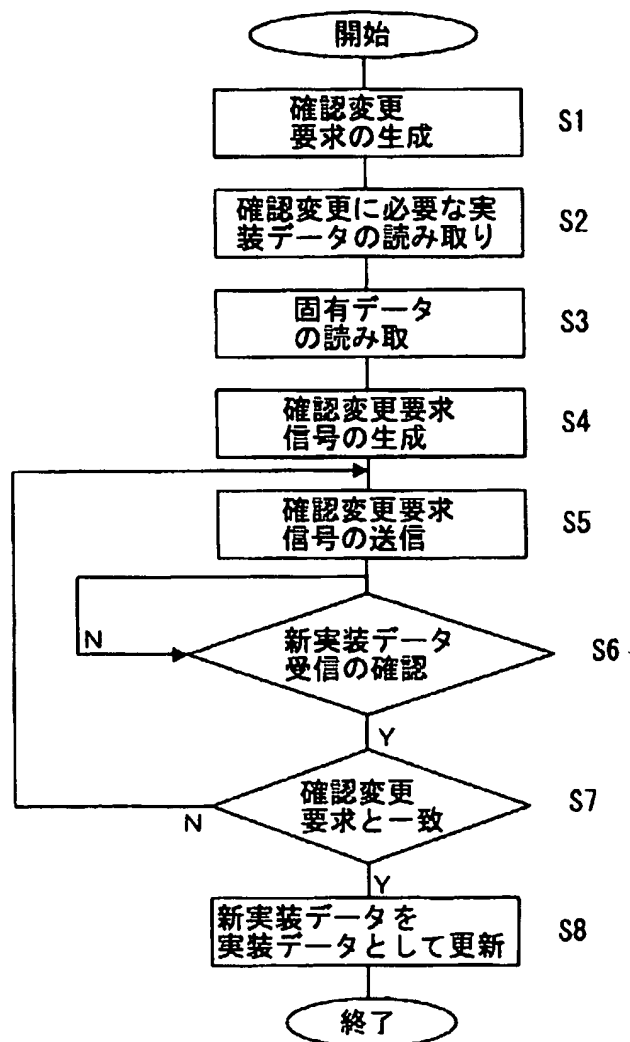 開始
確認変更
要求の生成
S1
確認変更に必要な実
装データの読み取り
S2
固有データ
の読み取
S3
確認変更要求
信号の生成
S4
確認変更要求
信号の送信
S5
新実装データ
受信の確認
S6
N
Y
確認変更
要求と一致
S7
N
Y
新実装データを
実装データとして更新
S8
終了